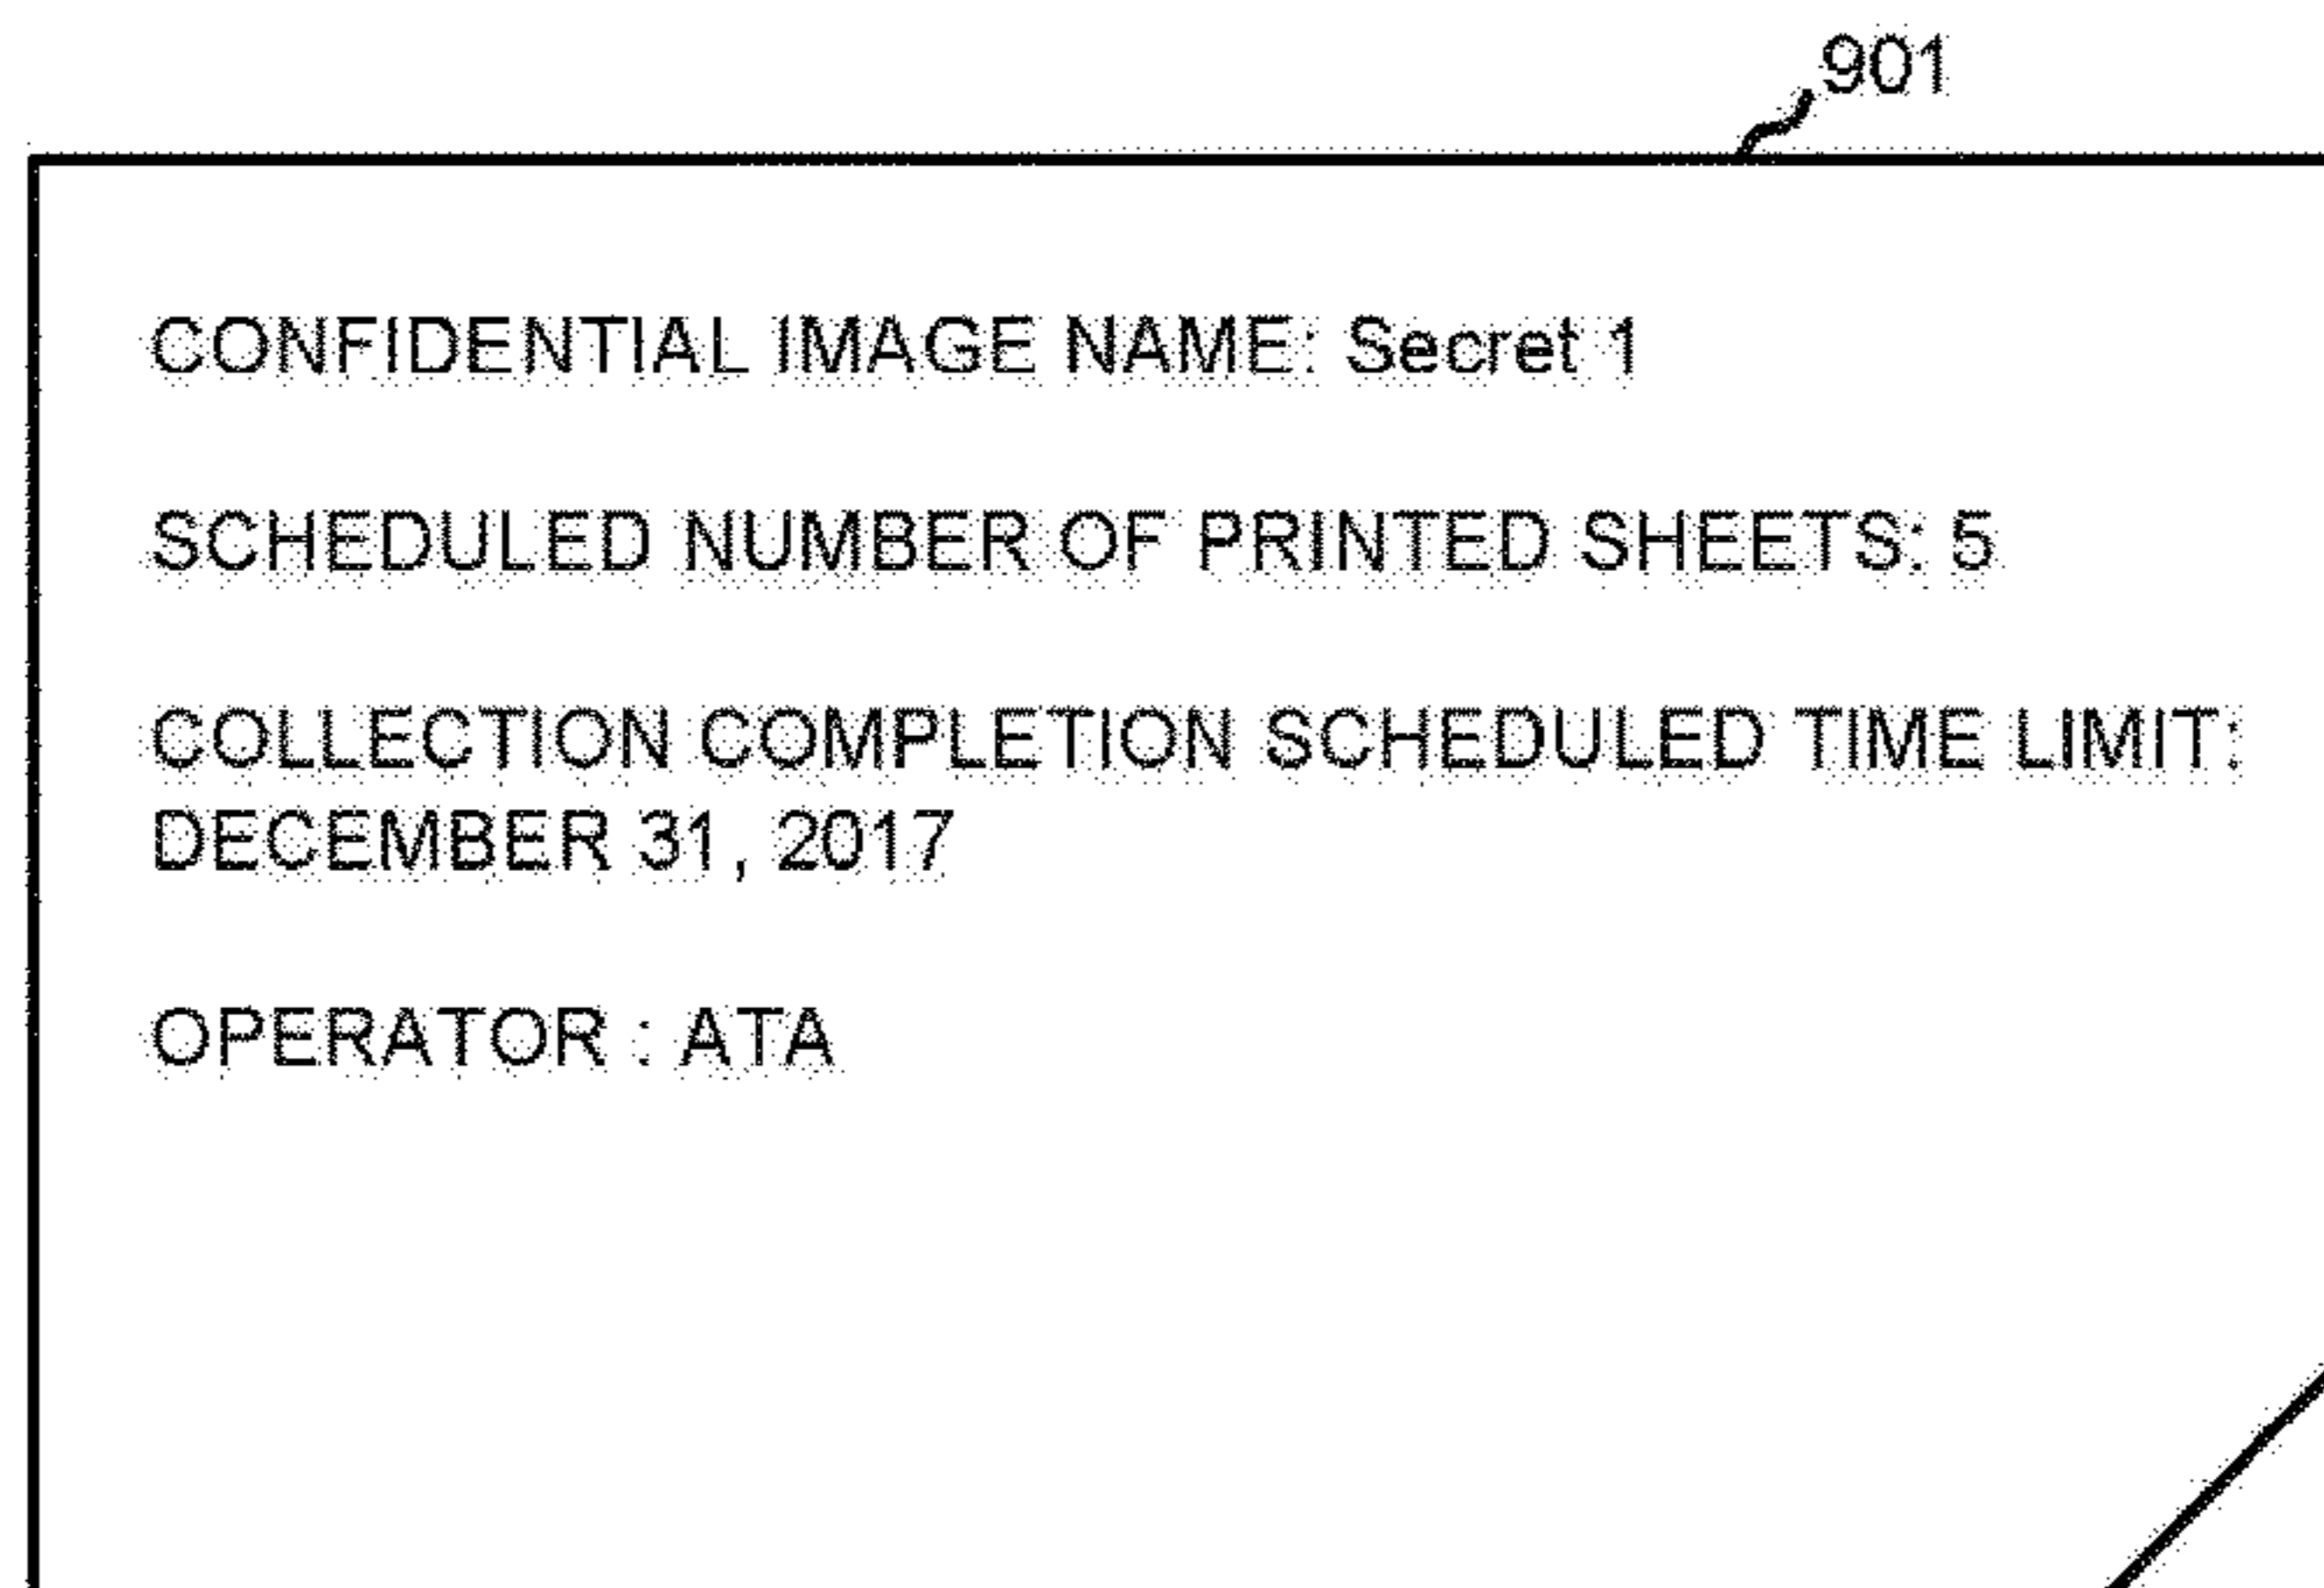 901
CONFIDENTIAL IMAGE NAME: Secret 1
SCHEDULED NUMBER OF PRINTED SHEETS: 5
COLLECTION COMPLETION SCHEDULED TIME LIMIT:
DECEMBER 31, 2017
OPERATOR : ATA